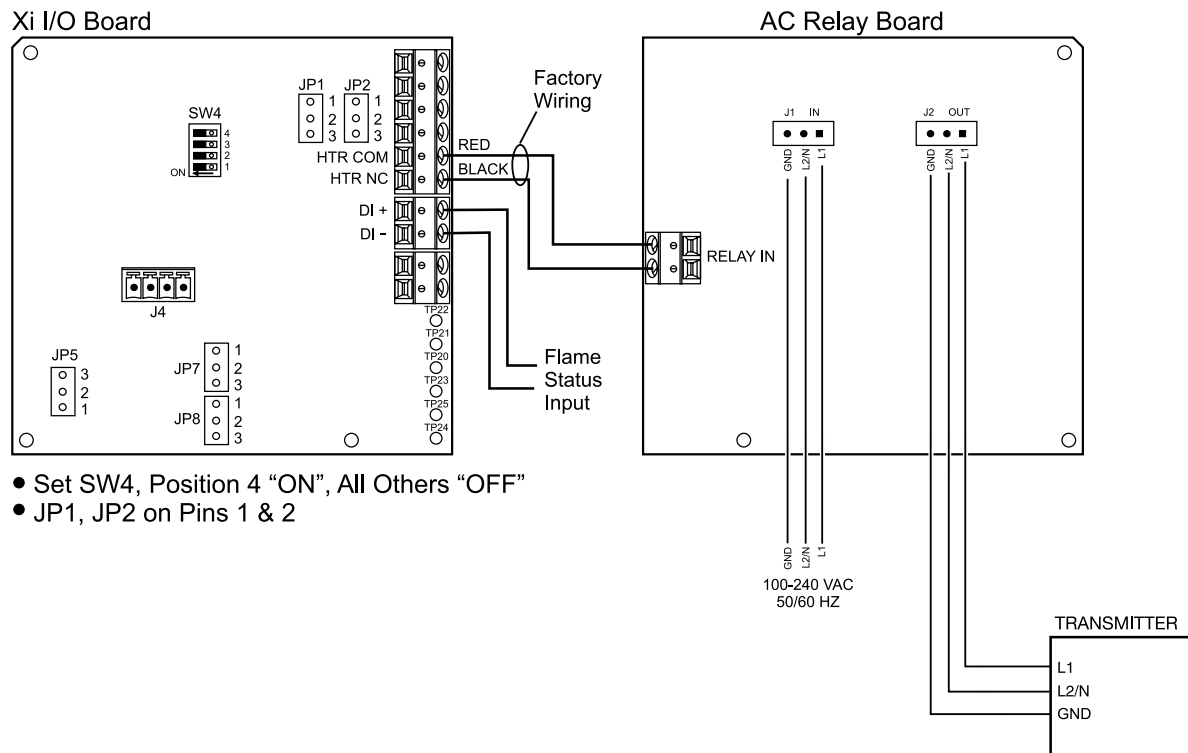 Xi I/O Board
AC Relay Board
JP1
JP2
1
2
3
1
2
3
SW4
4
3
2
1
ON
HTR COM
HTR NC
DI +
DI –
RED
BLACK
Factory
Wiring
J1 IN
GND
L2/N
L1
J2 OUT
GND
L2/N
L1
RELAY IN
J4
TP22
TP21
TP20
TP23
TP25
TP24
JP5
3
2
1
JP7
1
2
3
JP8
1
2
3
Flame
Status
Input
● Set SW4, Position 4 “ON”, All Others “OFF”
● JP1, JP2 on Pins 1 & 2
GND
L2/N
L1
100-240 VAC
50/60 HZ
TRANSMITTER
L1
L2/N
GND